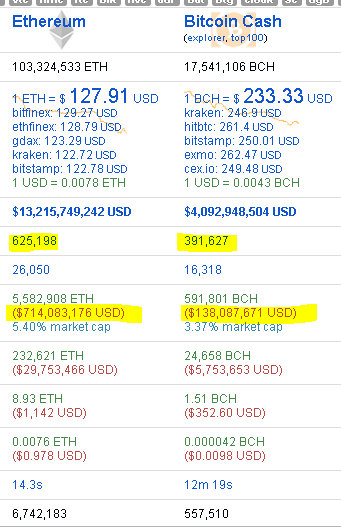 Ethereum
103,324,533 ETH
1 ETH = $ 127.91 USD
bitfinex: 129.27 USD
ethfinex: 128.79 USD
gdax: 123.29 USD
kraken: 122.72 USD
bitstamp: 122.78 USD
1 USD = 0.0078 ETH
$13,215,749,242 USD
625,198
26,050
5,582,908 ETH
($714,083,176 USD)
5.40% market cap
232,621 ETH
($29,753,466 USD)
8.93 ETH
($1,142 USD)
0.0076 ETH
($0.978 USD)
14.3s
6,742,183
Bitcoin Cash
(explorer, top100)
17,541,106 BCH
1 BCH = $ 233.33 USD
kraken: 246.9 USD
hitbtc: 261.4 USD
bitstamp: 250.01 USD
exmo: 262.47 USD
cex.io: 249.48 USD
1 USD = 0.0043 BCH
$4,092,948,504 USD
391,627
16,318
591,801 BCH
($138,087,671 USD)
3.37% market cap
24,658 BCH
($5,753,653 USD)
1.51 BCH
($352.60 USD)
0.000042 BCH
($0.0098 USD)
12m 19s
557,510